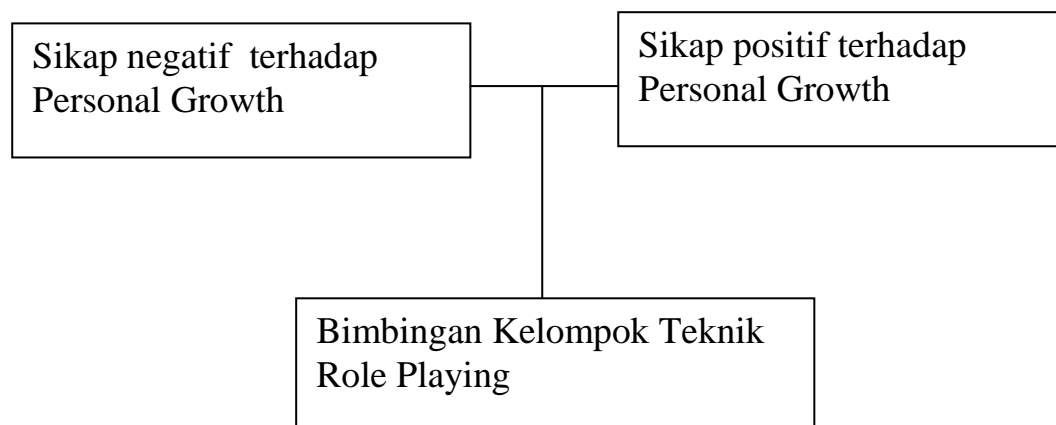 Sikap negatif  terhadap
Personal Growth
Sikap positif terhadap
Personal Growth
Bimbingan Kelompok Teknik
Role Playing